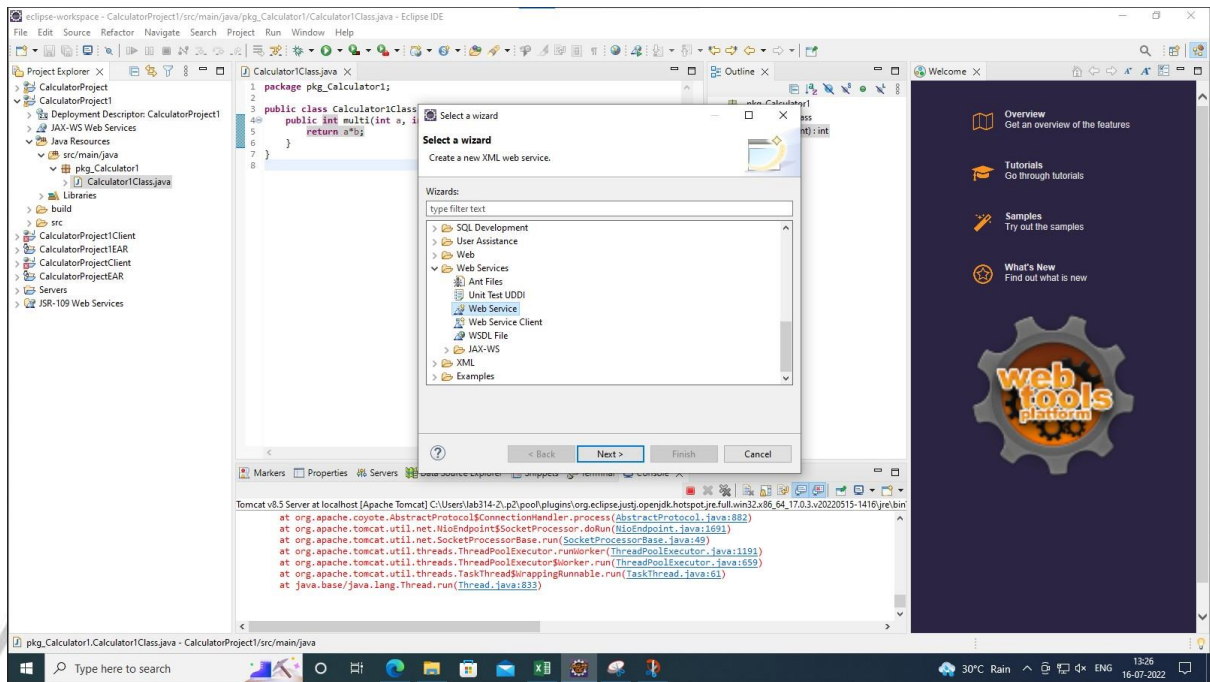 eclipse-workspace - CalculatorProject1/src/main/java/pkg_Calculator1/Calculator1Class.java - Eclipse IDE
File Edit Source Refactor Navigate Search Project Run Window Help
Project Explorer
CalculatorProject
CalculatorProject1
Deployment Descriptor: CalculatorProject1
JAX-WS Web Services
Java Resources
src/main/java
pkg_Calculator1
Calculator1Class.java
Libraries
build
src
CalculatorProject1Client
CalculatorProject1EAR
CalculatorProjectClient
CalculatorProjectEAR
Servers
JSR-109 Web Services
Calculator1Class.java
1 package pkg_Calculator1;
2
3 public class Calculator1Class
4 public int multi(int a, i
5 return a*b;
6 }
7 }
8
Outline
pkg_Calculator1
ass
nt) : int
Select a wizard
Select a wizard
Create a new XML web service.
Wizards:
type filter text
SQL Development
User Assistance
Web
Web Services
Ant Files
Unit Test UDDI
Web Service
Web Service Client
WSDL File
JAX-WS
XML
Examples
< Back Next > Finish Cancel
Welcome
Overview
Get an overview of the features
Tutorials
Go through tutorials
Samples
Try out the samples
What's New
Find out what is new
web
tools
platform
Markers Properties Servers Data Source Explorer Snippets Terminal Console
Tomcat v8.5 Server at localhost [Apache Tomcat] C:\Users\lab314-2\.p2\pool\plugins\org.eclipse.justj.openjdk.hotspot.jre.full.win32.x86_64_17.0.3.v20220515-1416\jre\bin
at org.apache.coyote.AbstractProtocol$ConnectionHandler.process(AbstractProtocol.java:882)
at org.apache.tomcat.util.net.NioEndpoint$SocketProcessor.doRun(NioEndpoint.java:1691)
at org.apache.tomcat.util.net.SocketProcessorBase.run(SocketProcessorBase.java:49)
at org.apache.tomcat.util.threads.ThreadPoolExecutor.runWorker(ThreadPoolExecutor.java:1191)
at org.apache.tomcat.util.threads.ThreadPoolExecutor$Worker.run(ThreadPoolExecutor.java:659)
at org.apache.tomcat.util.threads.TaskThread$WrappingRunnable.run(TaskThread.java:61)
at java.base/java.lang.Thread.run(Thread.java:833)
pkg_Calculator1.Calculator1Class.java - CalculatorProject1/src/main/java
Type here to search
30°C Rain ENG
13:26
16-07-2022